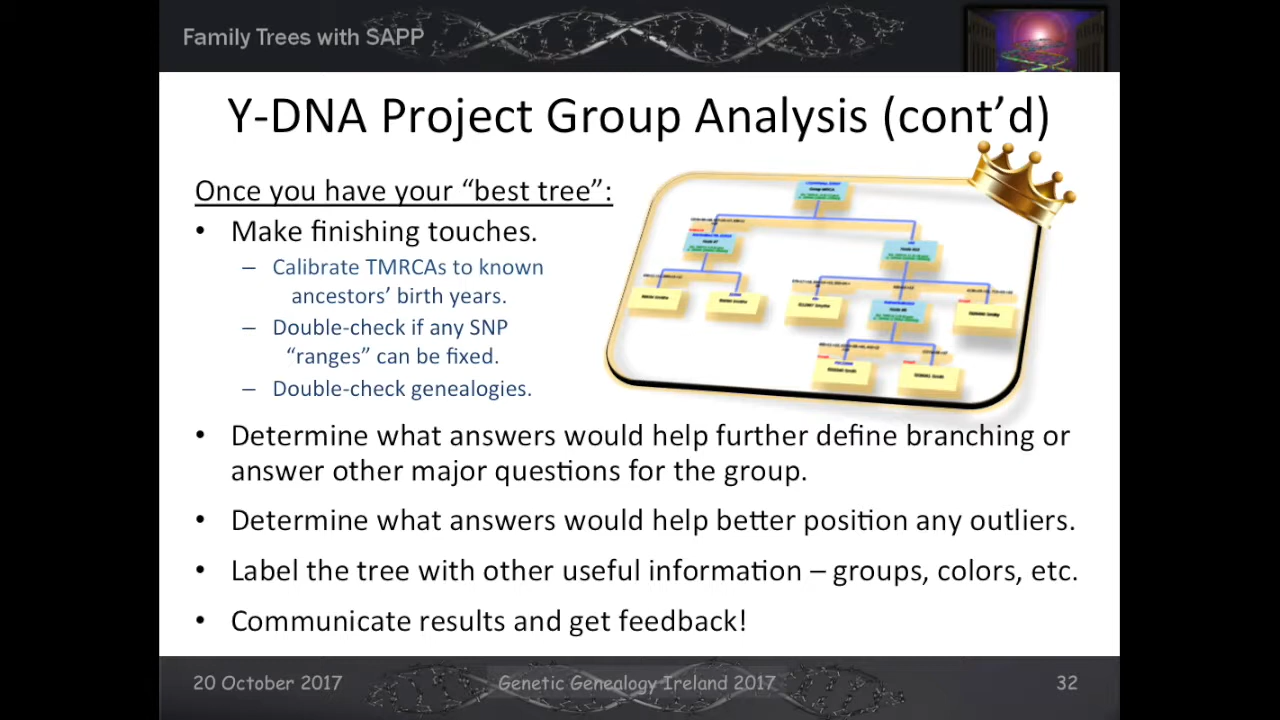 Family Trees with SAPP
Y-DNA Project Group Analysis (cont’d)
Once you have your “best tree”:
• Make finishing touches.
– Calibrate TMRCAs to known
ancestors’ birth years.
– Double-check if any SNP
“ranges” can be fixed.
– Double-check genealogies.
• Determine what answers would help further define branching or
answer other major questions for the group.
• Determine what answers would help better position any outliers.
• Label the tree with other useful information – groups, colors, etc.
• Communicate results and get feedback!
20 October 2017
Genetic Genealogy Ireland 2017
32